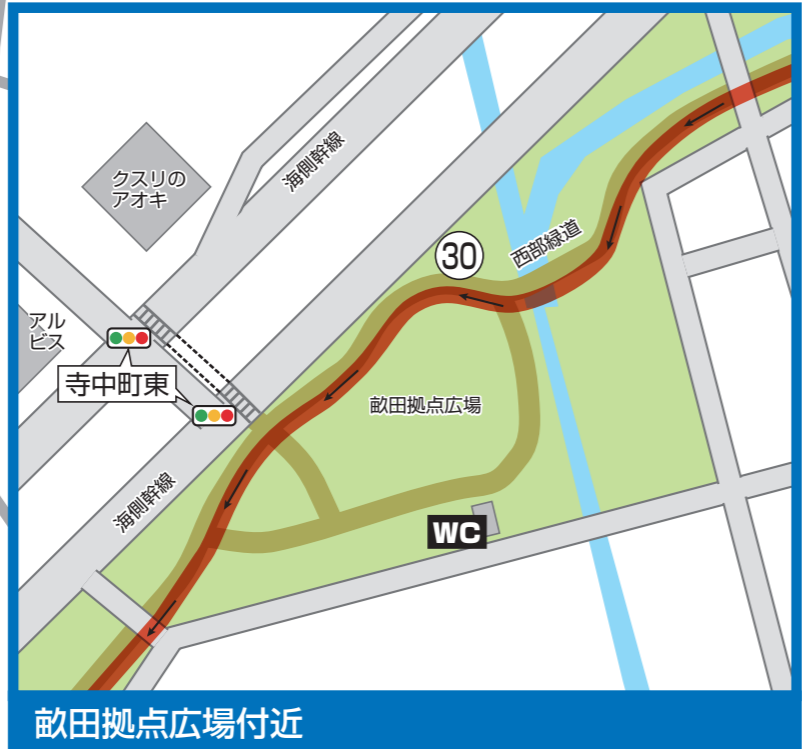 クスリの
アオキ
海側幹線
西部緑道
30
アル
ビス
寺中町東
畝田拠点広場
海側幹線
WC
畝田拠点広場付近